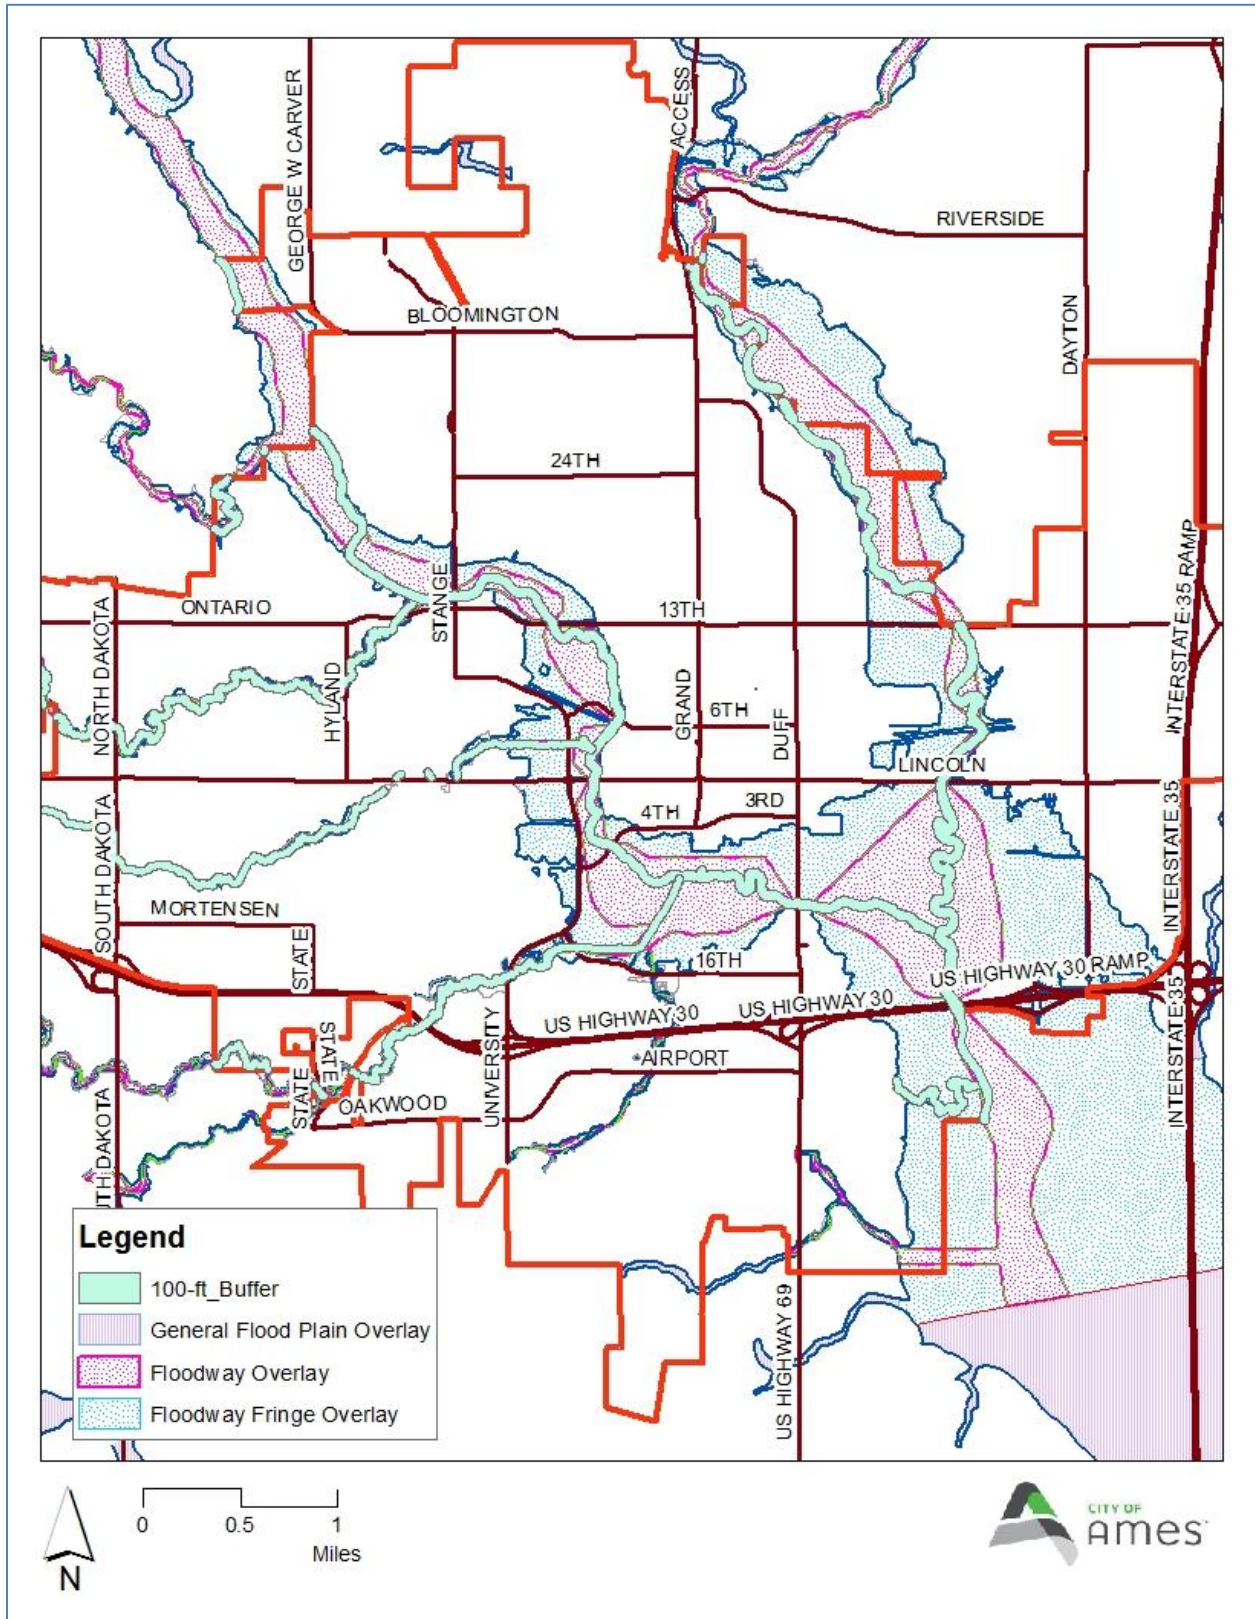 GEORGE W CARVER
ACCESS
RIVERSIDE
BLOOMINGTON
DAYTON
24TH
INTERSTATE 35 RAMP
ONTARIO
STANGE
13TH
NORTH DAKOTA
HYLAND
GRAND
6TH
DUFF
LINCOLN
SOUTH DAKOTA
4TH
3RD
INTERSTATE 35
MORTENSEN
STATE
16TH
US HIGHWAY 30 RAMP
US HIGHWAY 30
US HIGHWAY 30
INTERSTATE 35
STATE
STATE
UNIVERSITY
AIRPORT
OAKWOOD
UTH DAKOTA
US HIGHWAY 69
Legend
100-ft_Buffer
General Flood Plain Overlay
Floodway Overlay
Floodway Fringe Overlay
N
0 0.5 1
Miles
CITY OF
Ames